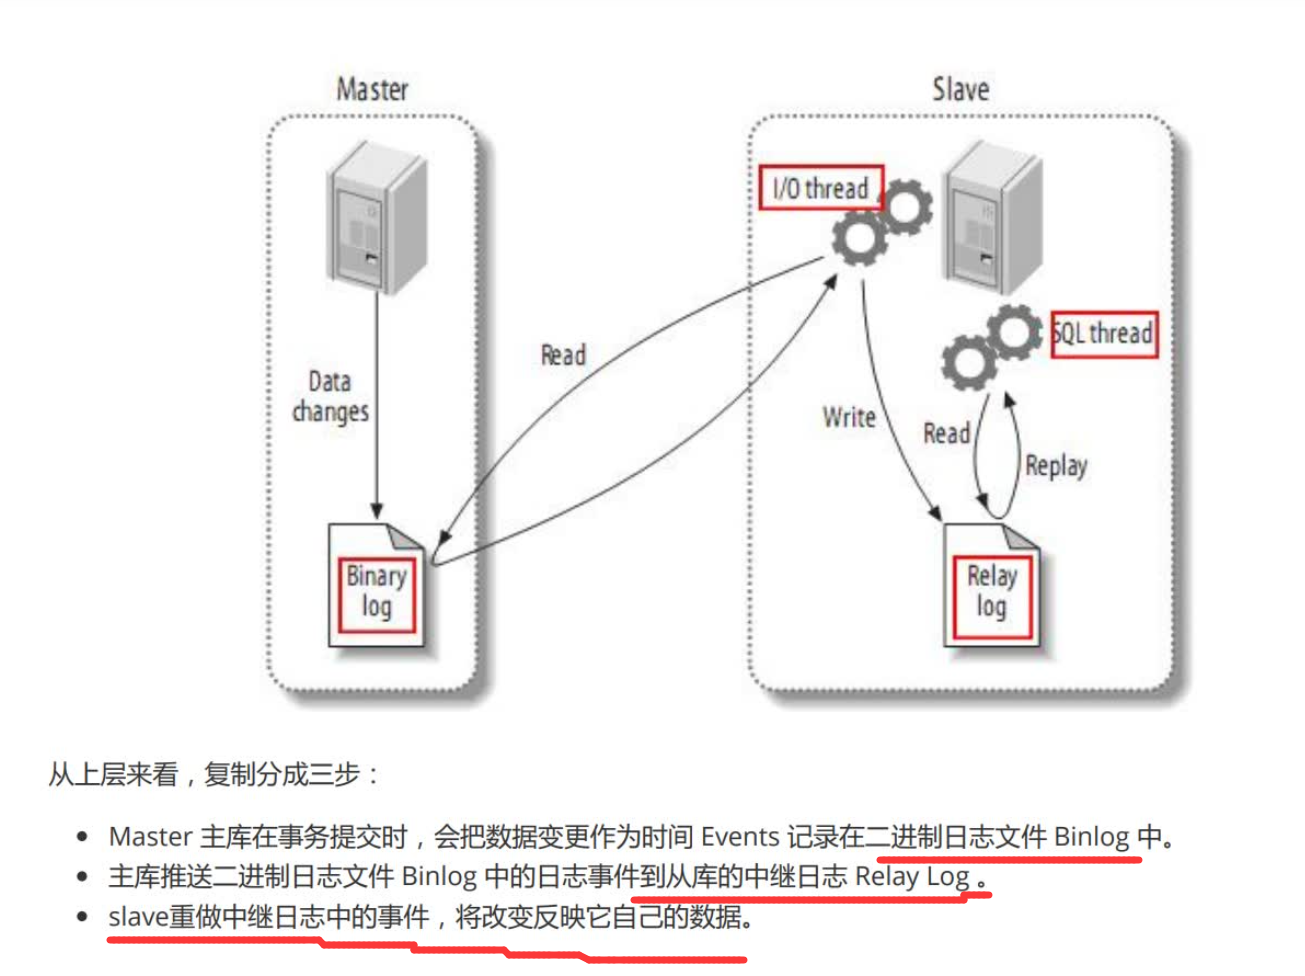 Master
Slave
I/O thread
SQL thread
Read
Data
changes
Write
Read
Replay
Binary
log
Relay
log
从上层来看，复制分成三步：
Master 主库在事务提交时，会把数据变更作为时间 Events 记录在二进制日志文件 Binlog 中。
主库推送二进制日志文件 Binlog 中的日志事件到从库的中继日志 Relay Log 。
slave重做中继日志中的事件，将改变反映它自己的数据。